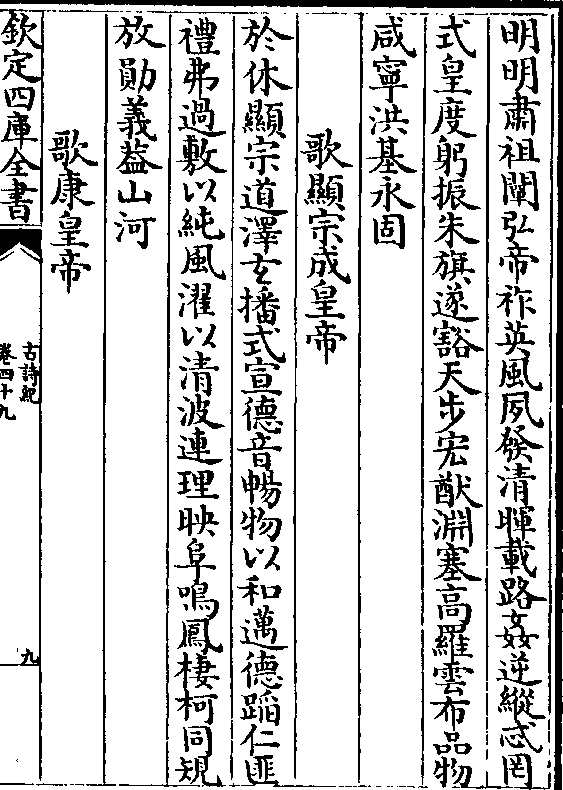 明明肅祖闡弘帝祚英風夙發清暉載路姦逆縱忒罔
式皇度躬振朱旗遂豁天步宏猷淵塞高羅雲布品物
咸寧洪基永固
歌顯宗成皇帝
於休顯宗道澤玄播式宣德音暢物以和邁德蹈仁匪
禮弗過敷以純風濯以清波連理映阜鳴鳳棲柯同規
放勛義蓋山河
歌康皇帝
欽定四庫全書
古詩紀
卷四十九
九